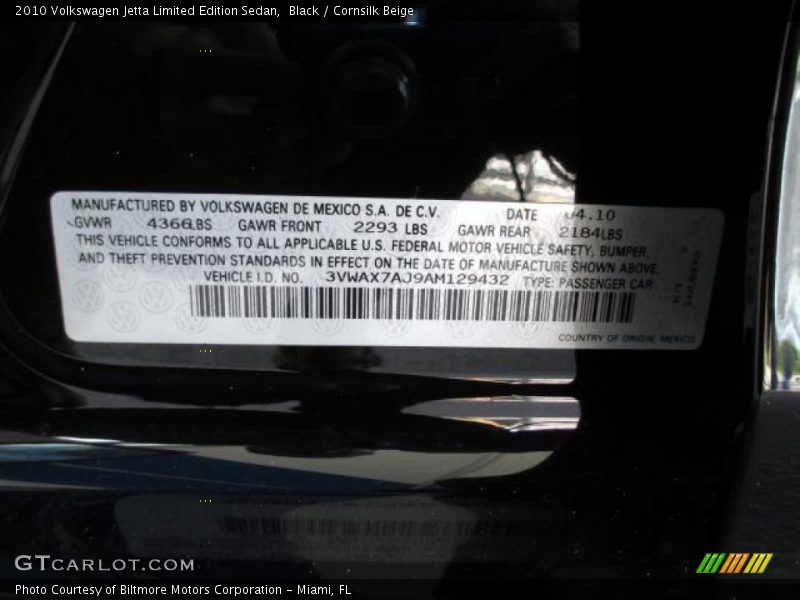 2010 Volkswagen Jetta Limited Edition Sedan, Black / Cornsilk Beige
MANUFACTURED BY VOLKSWAGEN DE MEXICO S.A. DE C.V. DATE 04.10
GVWR 4366LBS GAWR FRONT 2293 LBS GAWR REAR 2184LBS
THIS VEHICLE CONFORMS TO ALL APPLICABLE U.S. FEDERAL MOTOR VEHICLE SAFETY, BUMPER,
AND THEFT PREVENTION STANDARDS IN EFFECT ON THE DATE OF MANUFACTURE SHOWN ABOVE.
VEHICLE I.D. NO. 3VWAX7AJ9AM129432 TYPE: PASSENGER CAR
COUNTRY OF ORIGIN: MEXICO
GTCARLOT.COM
Photo Courtesy of Biltmore Motors Corporation - Miami, FL